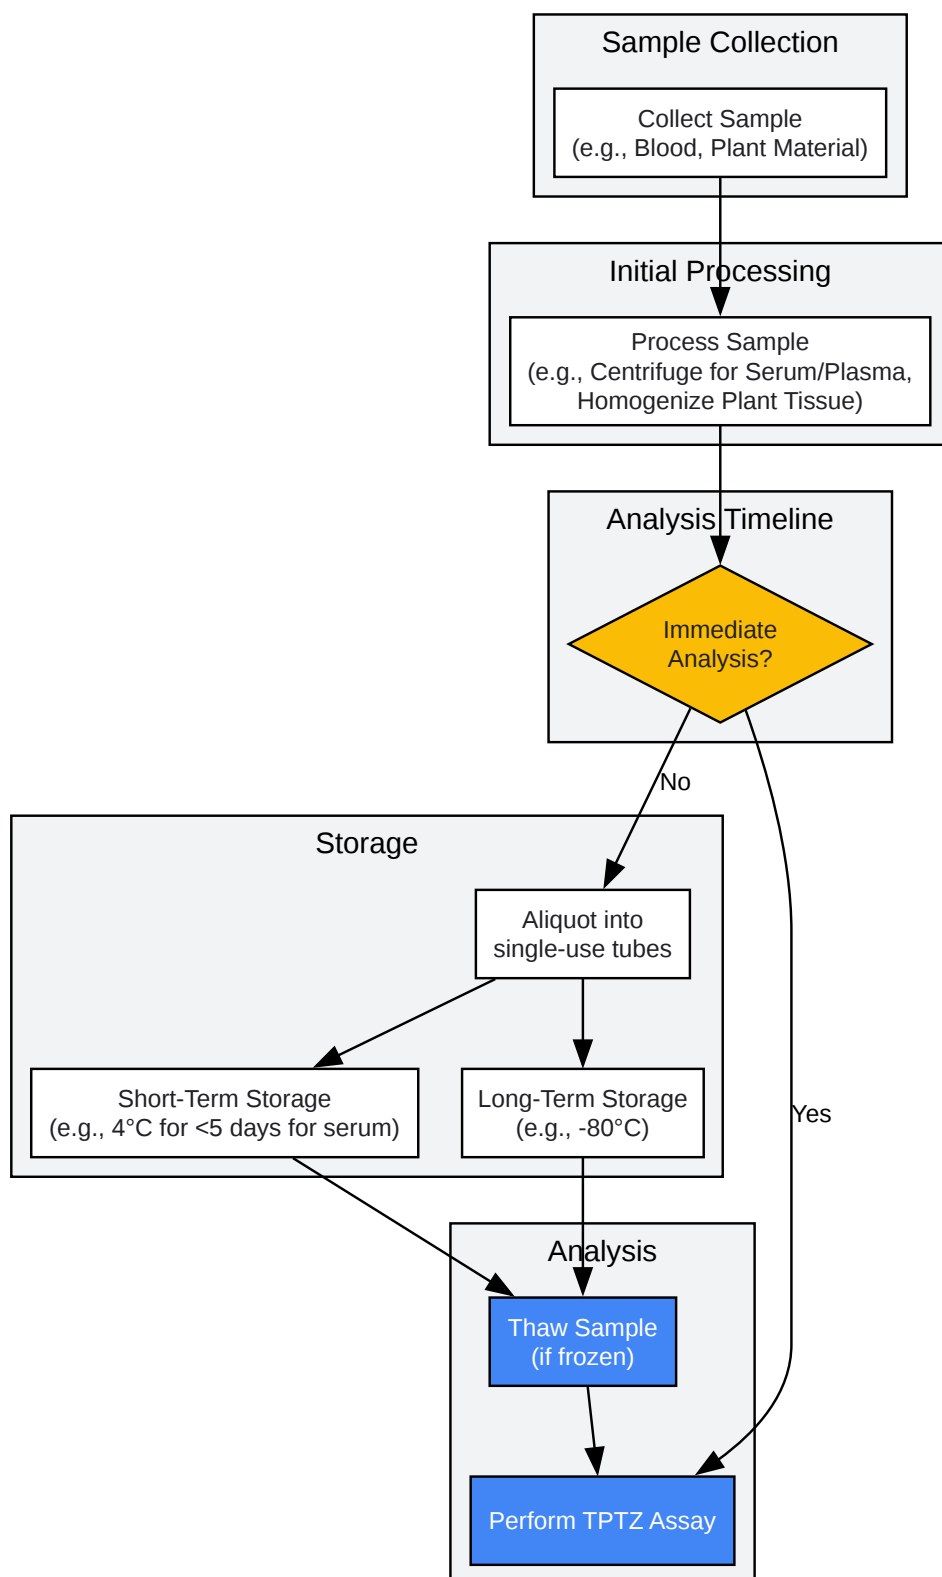 Sample Collection
Collect Sample
(e.g., Blood, Plant Material)
Initial Processing
Process Sample
(e.g., Centrifuge for Serum/Plasma,
Homogenize Plant Tissue)
Analysis Timeline
Immediate
Analysis?
No
Storage
Aliquot into
single-use tubes
Short-Term Storage
(e.g., 4°C for <5 days for serum)
Long-Term Storage
(e.g., -80°C)
Yes
Analysis
Thaw Sample
(if frozen)
Perform TPTZ Assay